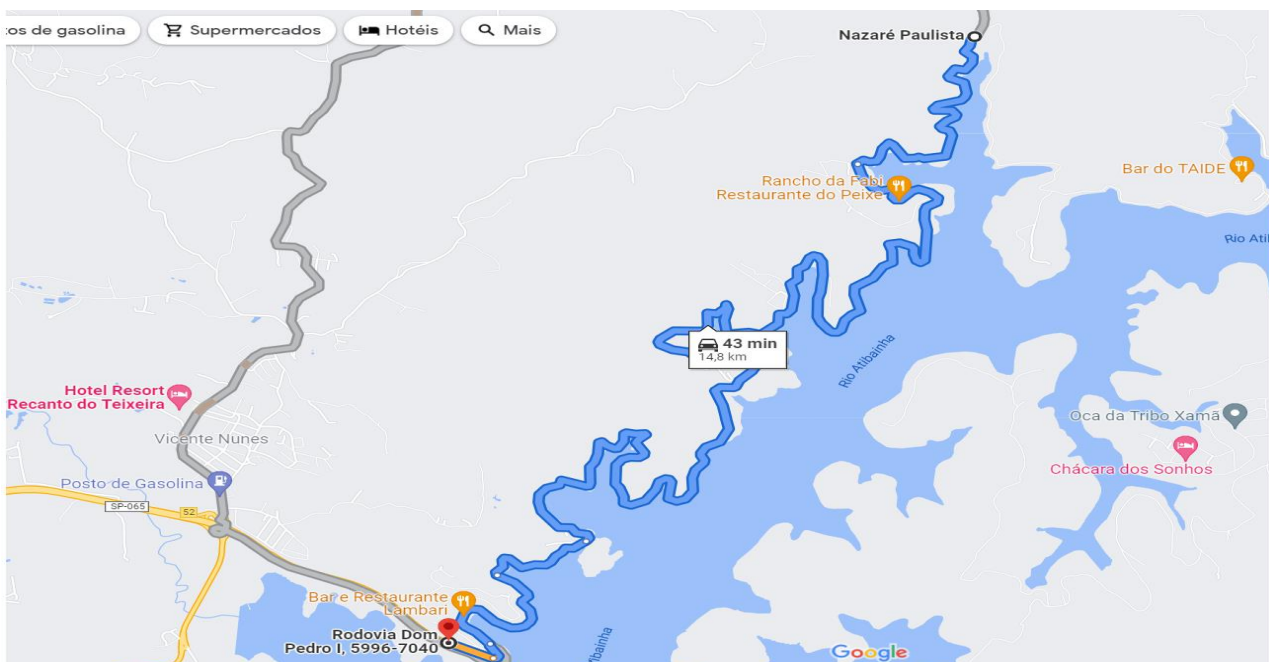 os de gasolina
Supermercados
Hotéis
Mais
Nazaré Paulista
Bar do TAIDE
Rancho da Fabi
Restaurante do Peixe
Rio Ati
43 min
14,8 km
Rio Atibainha
Hotel Resort
Recanto do Teixeira
Vicente Nunes
Oca da Tribo Xamã
Chácara dos Sonhos
Posto de Gasolina
SP-065
52
Bar e Restaurante
Lambari
Rodovia Dom
Pedro I, 5996-7040
Google